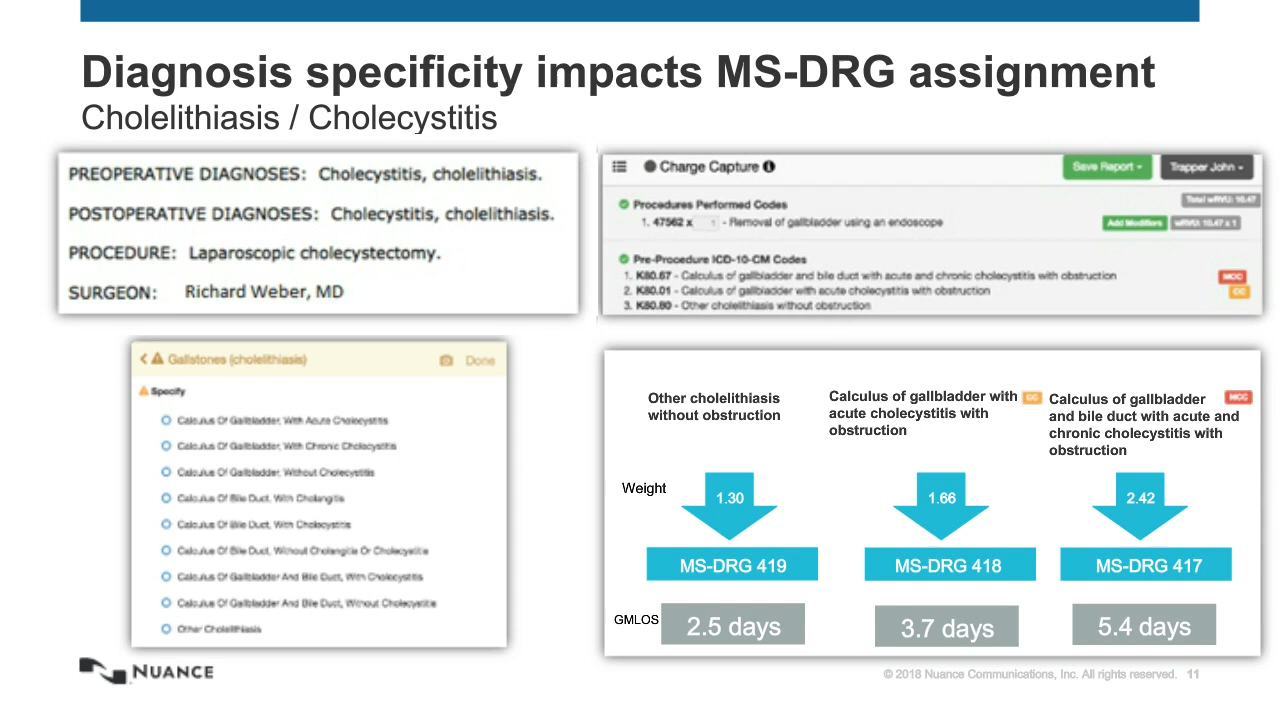 Diagnosis specificity impacts MS-DRG assignment
Cholelithiasis / Cholecystitis
PREOPERATIVE DIAGNOSES: Cholecystitis, cholelithiasis.
POSTOPERATIVE DIAGNOSES: Cholecystitis, cholelithiasis.
PROCEDURE: Laparoscopic cholecystectomy.
SURGEON: Richard Weber, MD
Charge Capture
Save Report
Trapper John
Total wRVU: 10.47
Procedures Performed Codes
1. 47562 x 1 - Removal of gallbladder using an endoscope
Add Modifiers
wRVU: 10.47 x 1
Pre-Procedure ICD-10-CM Codes
1. K80.67 - Calculus of gallbladder and bile duct with acute and chronic cholecystitis with obstruction
MCC
2. K80.01 - Calculus of gallbladder with acute cholecystitis with obstruction
CC
3. K80.80 - Other cholelithiasis without obstruction
Gallstones (cholelithiasis)
Done
Specify
Calculus Of Gallbladder, With Acute Cholecystitis
Calculus Of Gallbladder, With Chronic Cholecystitis
Calculus Of Gallbladder, Without Cholecystitis
Calculus Of Bile Duct, With Cholangitis
Calculus Of Bile Duct, With Cholecystitis
Calculus Of Bile Duct, Without Cholangitis Or Cholecystitis
Calculus Of Gallbladder And Bile Duct, With Cholecystitis
Calculus Of Gallbladder And Bile Duct, Without Cholecystitis
Other Cholelithiasis
Other cholelithiasis
without obstruction
Calculus of gallbladder with CC
acute cholecystitis with
obstruction
Calculus of gallbladder MCC
and bile duct with acute and
chronic cholecystitis with
obstruction
Weight
1.30
1.66
2.42
MS-DRG 419
MS-DRG 418
MS-DRG 417
GMLOS
2.5 days
3.7 days
5.4 days
NUANCE
© 2018 Nuance Communications, Inc. All rights reserved. 11